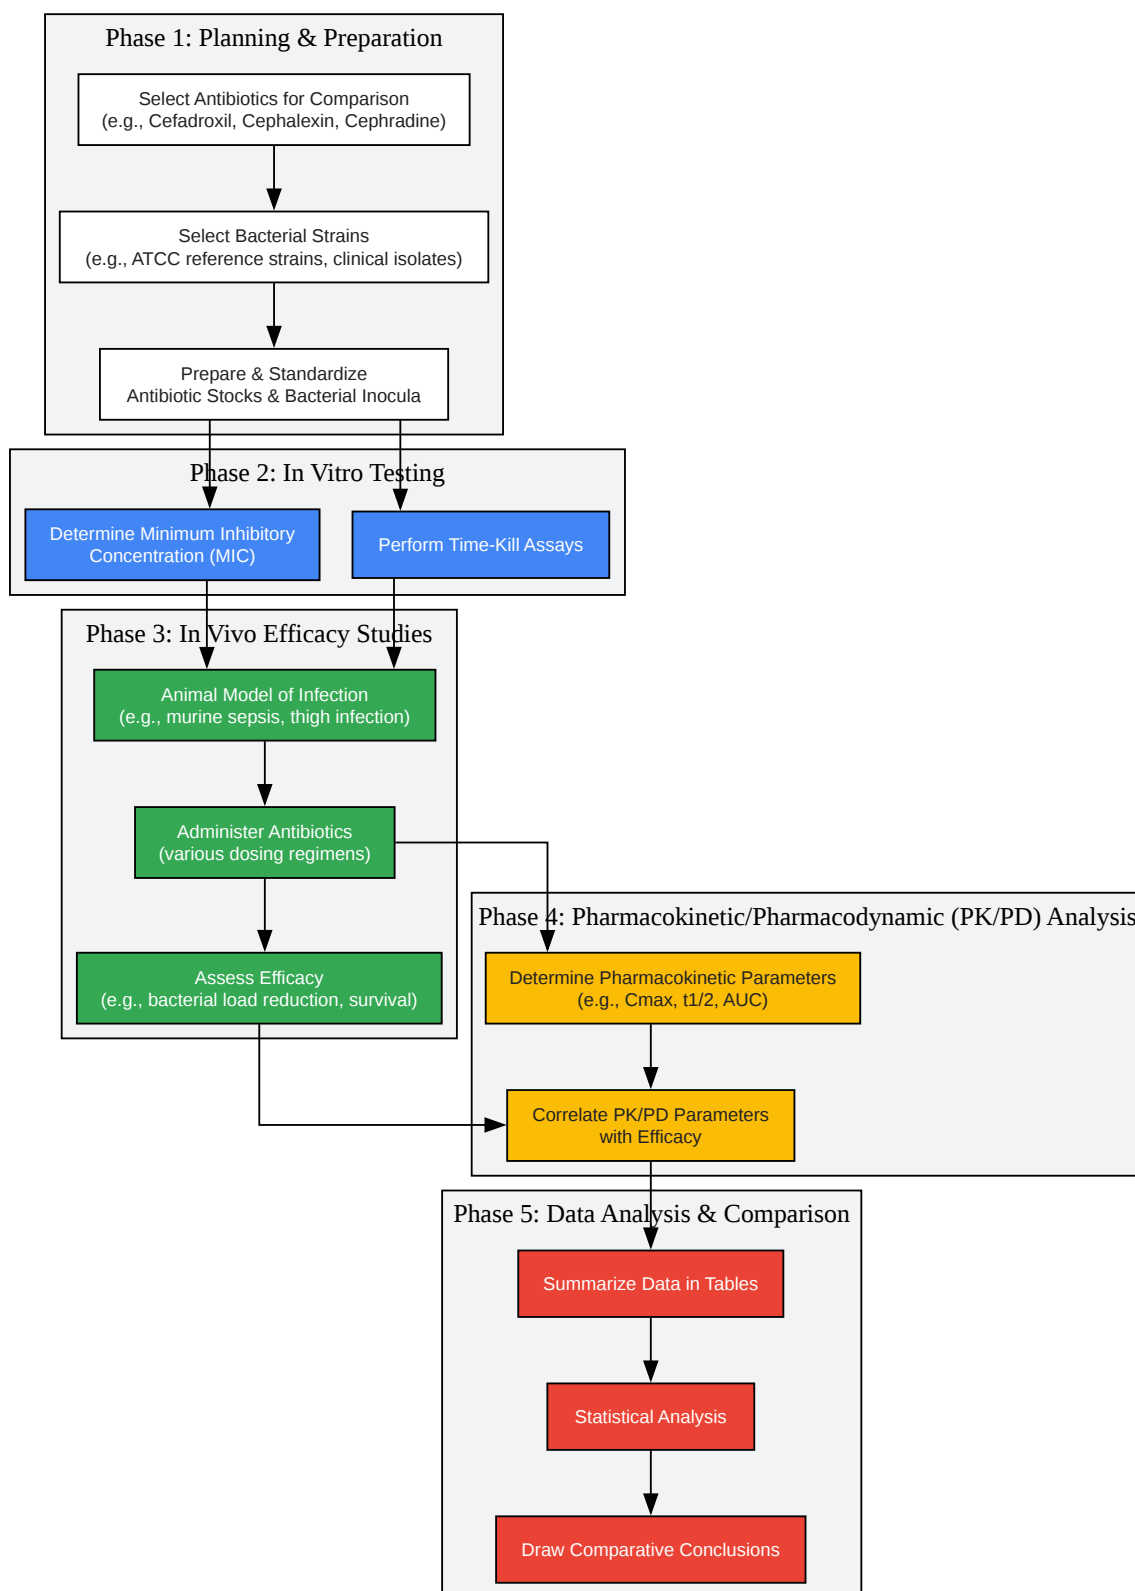 Phase 1: Planning & Preparation
Select Antibiotics for Comparison
(e.g., Cefadroxil, Cephalexin, Cephradine)
Select Bacterial Strains
(e.g., ATCC reference strains, clinical isolates)
Prepare & Standardize
Antibiotic Stocks & Bacterial Inocula
Phase 2: In Vitro Testing
Determine Minimum Inhibitory
Concentration (MIC)
Perform Time-Kill Assays
Phase 3: In Vivo Efficacy Studies
Animal Model of Infection
(e.g., murine sepsis, thigh infection)
Administer Antibiotics
(various dosing regimens)
Assess Efficacy
(e.g., bacterial load reduction, survival)
Phase 4: Pharmacokinetic/Pharmacodynamic (PK/PD) Analysis
Determine Pharmacokinetic Parameters
(e.g., Cmax, t1/2, AUC)
Correlate PK/PD Parameters
with Efficacy
Phase 5: Data Analysis & Comparison
Summarize Data in Tables
Statistical Analysis
Draw Comparative Conclusions